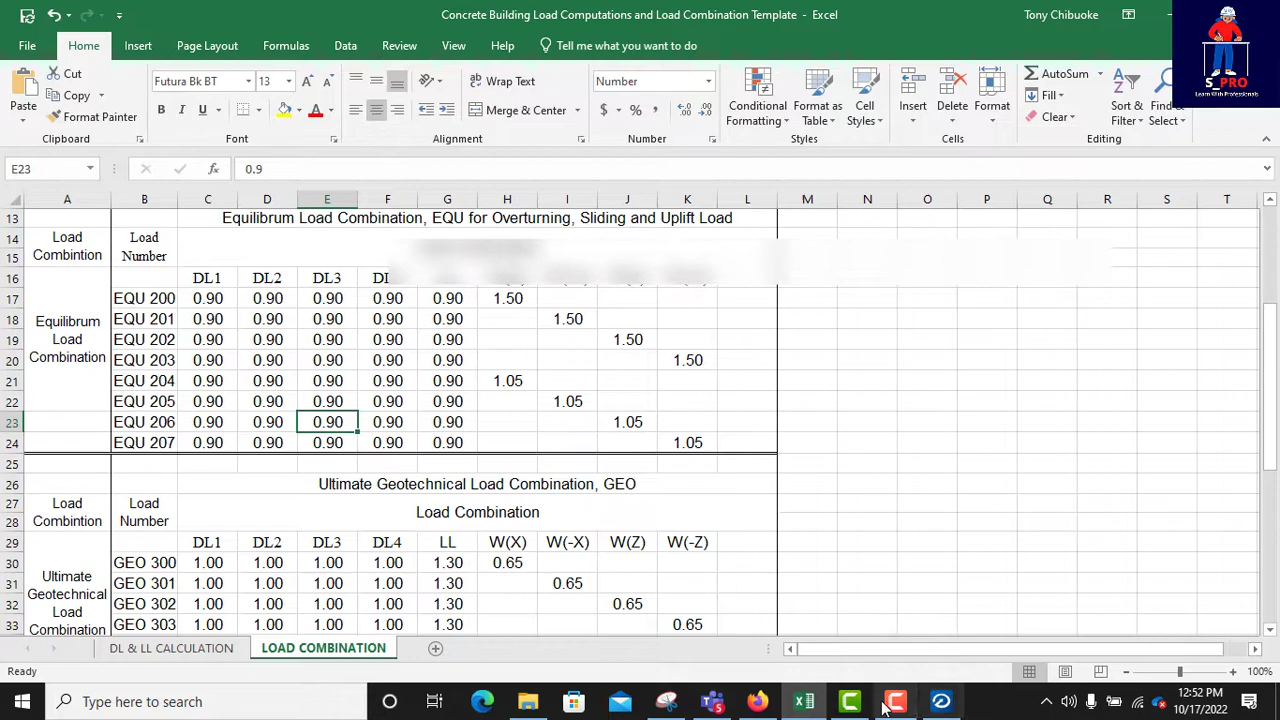 Concrete Building Load Computations and Load Combination Template - Excel
Tony Chibuoke
S_PRO
Learn With Professionals
File Home Insert Page Layout Formulas Data Review View Help Tell me what you want to do
Paste
Cut
Copy
Format Painter
Clipboard
Futura Bk BT 13
B I U
Font
Wrap Text
Merge & Center
Alignment
Number
$ % ,
Number
Conditional Formatting
Format as Table
Cell Styles
Styles
Insert Delete Format
Cells
AutoSum
Fill
Clear
Sort & Filter
Find & Select
Editing
E23 fx 0.9
A B C D E F G H I J K L M N O P Q R S T
13 Equilibrum Load Combination, EQU for Overturning, Sliding and Uplift Load
14 Load Combintion Load Number
15
16 DL1 DL2 DL3
17 EQU 200 0.90 0.90 0.90 0.90 0.90 1.50
18 EQU 201 0.90 0.90 0.90 0.90 0.90 1.50
Equilibrum Load Combination
19 EQU 202 0.90 0.90 0.90 0.90 0.90 1.50
20 EQU 203 0.90 0.90 0.90 0.90 0.90 1.50
21 EQU 204 0.90 0.90 0.90 0.90 0.90 1.05
22 EQU 205 0.90 0.90 0.90 0.90 0.90 1.05
23 EQU 206 0.90 0.90 0.90 0.90 0.90 1.05
24 EQU 207 0.90 0.90 0.90 0.90 0.90 1.05
25
26 Ultimate Geotechnical Load Combination, GEO
27 Load Combintion Load Number Load Combination
28
29 DL1 DL2 DL3 DL4 LL W(X) W(-X) W(Z) W(-Z)
30 GEO 300 1.00 1.00 1.00 1.00 1.30 0.65
Ultimate Geotechnical Load Combination
31 GEO 301 1.00 1.00 1.00 1.00 1.30 0.65
32 GEO 302 1.00 1.00 1.00 1.00 1.30 0.65
33 GEO 303 1.00 1.00 1.00 1.00 1.30 0.65
DL & LL CALCULATION LOAD COMBINATION
Ready 100%
Type here to search
12:52 PM
10/17/2022